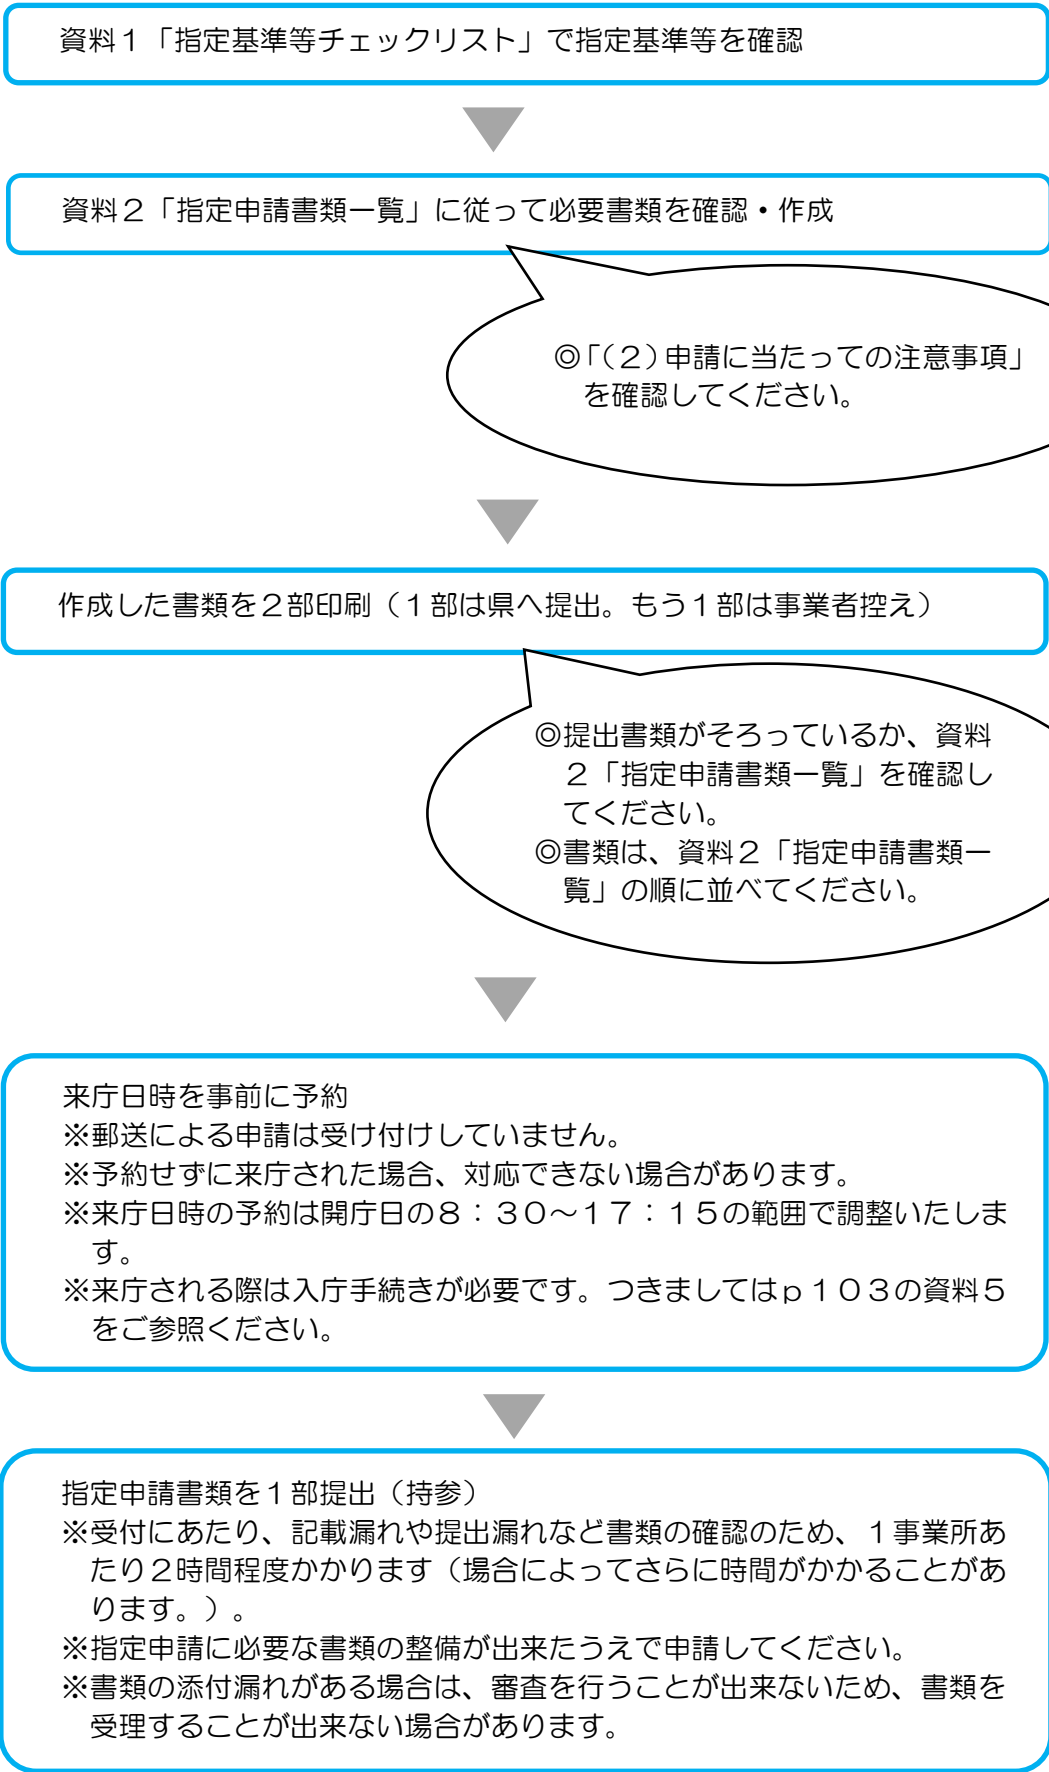 資料１「指定基準等チェックリスト」で指定基準等を確認
資料２「指定申請書類一覧」に従って必要書類を確認・作成
◎「（２）申請に当たっての注意事項」
を確認してください。
作成した書類を２部印刷（１部は県へ提出。もう１部は事業者控え）
◎提出書類がそろっているか、資料
２「指定申請書類一覧」を確認し
てください。
◎書類は、資料２「指定申請書類一
覧」の順に並べてください。
来庁日時を事前に予約
※郵送による申請は受け付けしていません。
※予約せずに来庁された場合、対応できない場合があります。
※来庁日時の予約は開庁日の８：３０～１７：１５の範囲で調整いたしま
す。
※来庁される際は入庁手続きが必要です。つきましてはｐ１０３の資料５
をご参照ください。
指定申請書類を１部提出（持参）
※受付にあたり、記載漏れや提出漏れなど書類の確認のため、１事業所あ
たり２時間程度かかります（場合によってさらに時間がかかることがあ
ります。）。
※指定申請に必要な書類の整備が出来たうえで申請してください。
※書類の添付漏れがある場合は、審査を行うことが出来ないため、書類を
受理することが出来ない場合があります。